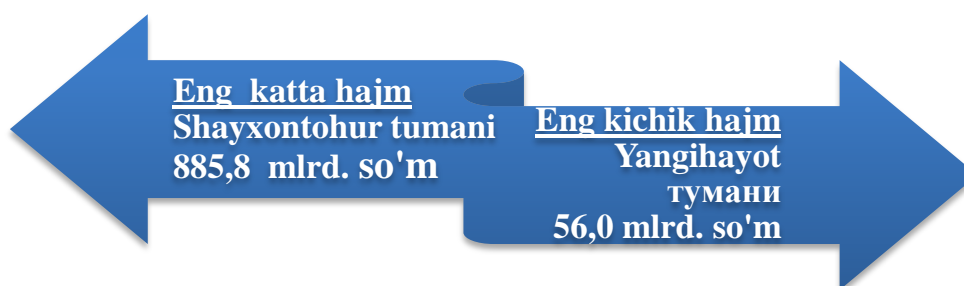 Eng katta hajm
Shayxontohur tumani
885,8 mlrd. so'm
Eng kichik hajm
Yangihayot
тумани
56,0 mlrd. so'm